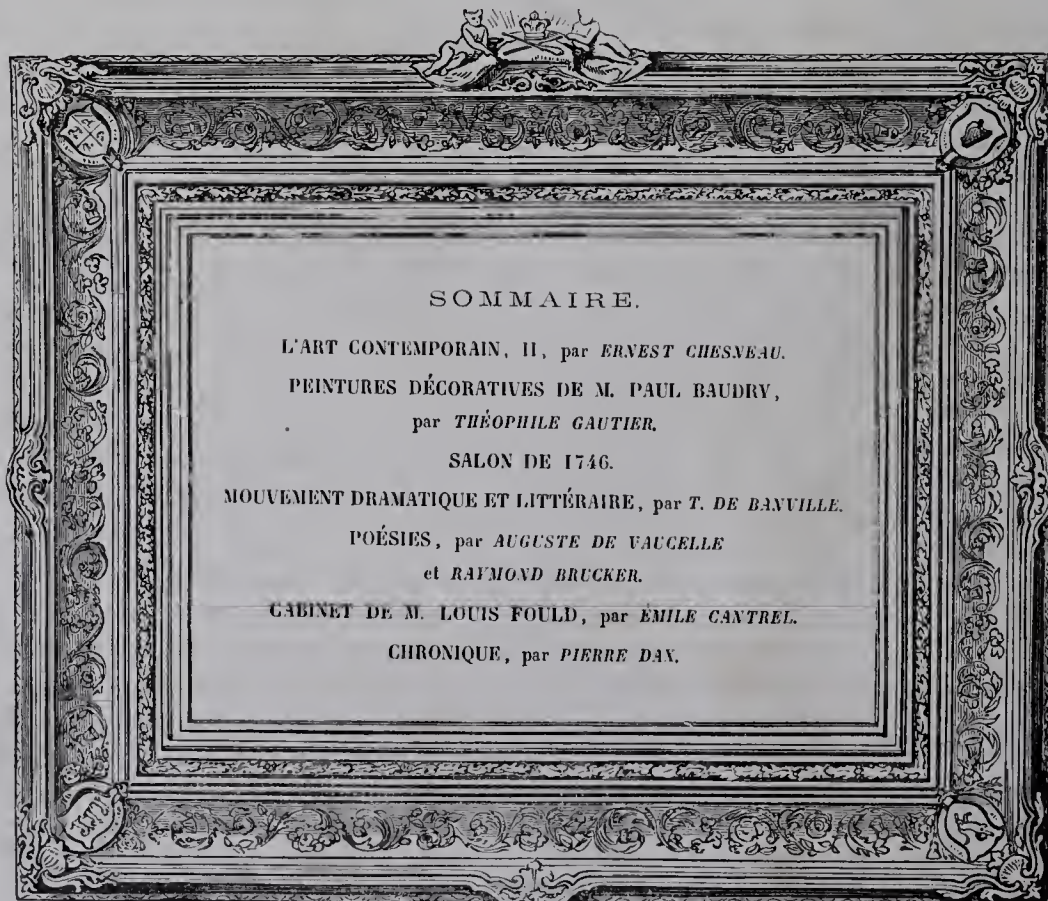 SOMMAIRE.
L'ART CONTEMPORAIN, II, par ERNEST CHESNEAU.
PEINTURES DÉCORATIVES DE M. PAUL BAUDRY,
par THÉOPHILE GAUTIER.
SALON DE 1746.
MOUVEMENT DRAMATIQUE ET LITTÉRAIRE, par T. DE BANVILLE.
POÉSIES, par AUGUSTE DE VAUCELLE
et RAYMOND BRUCKER.
CABINET DE M. LOUIS FOULD, par ÉMILE CANTREL.
CHRONIQUE, par PIERRE DAX.